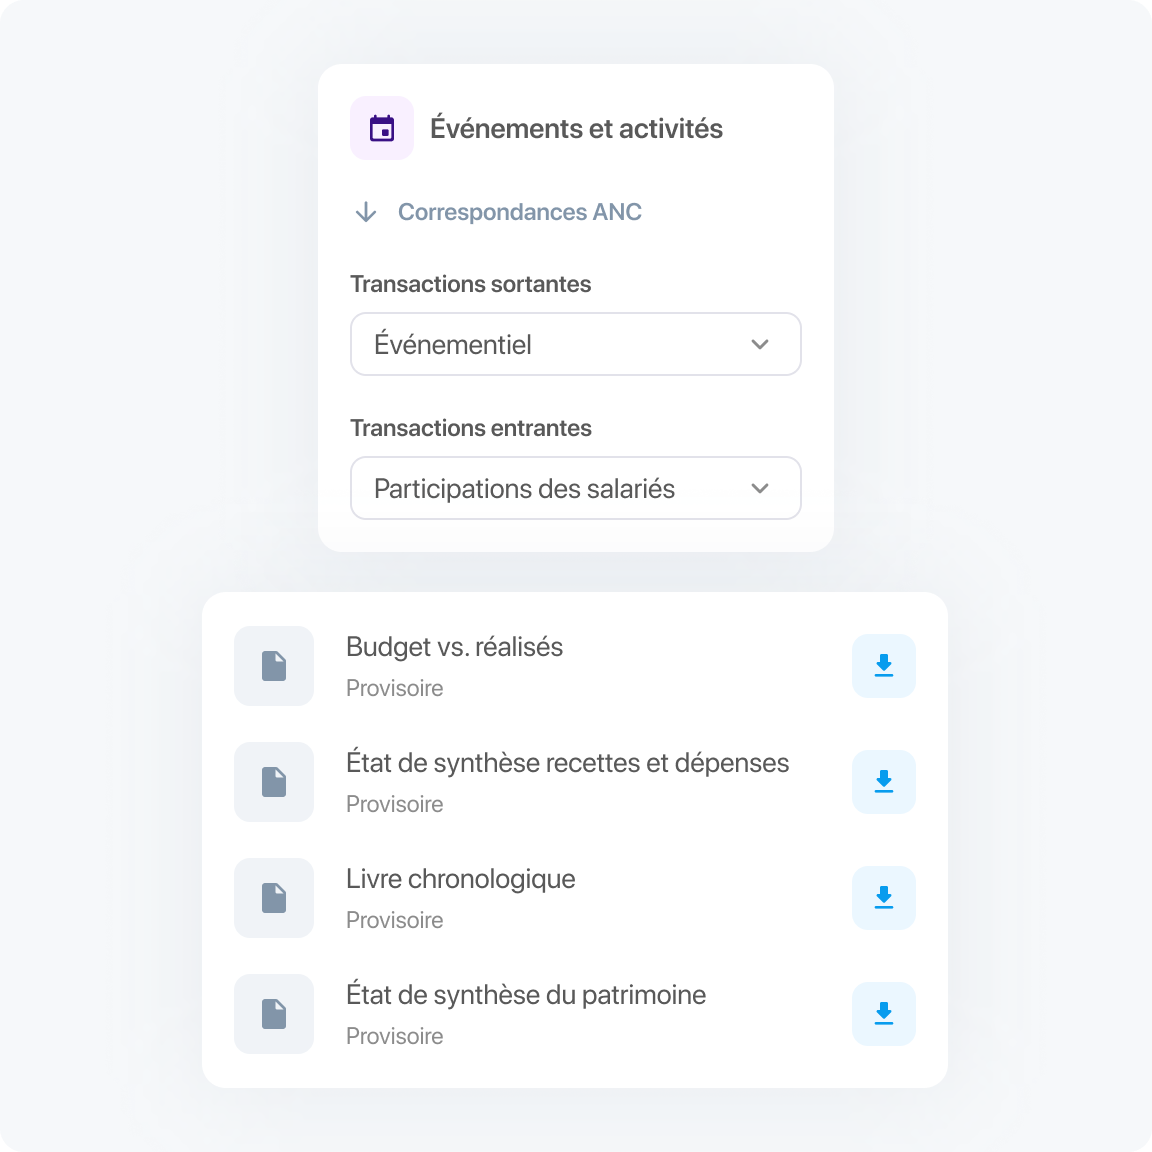 Événements et activités
Correspondances ANC
Transactions sortantes
Événementiel
Transactions entrantes
Participations des salariés
Budget vs. réalisés
Provisoire
État de synthèse recettes et dépenses
Provisoire
Livre chronologique
Provisoire
État de synthèse du patrimoine
Provisoire